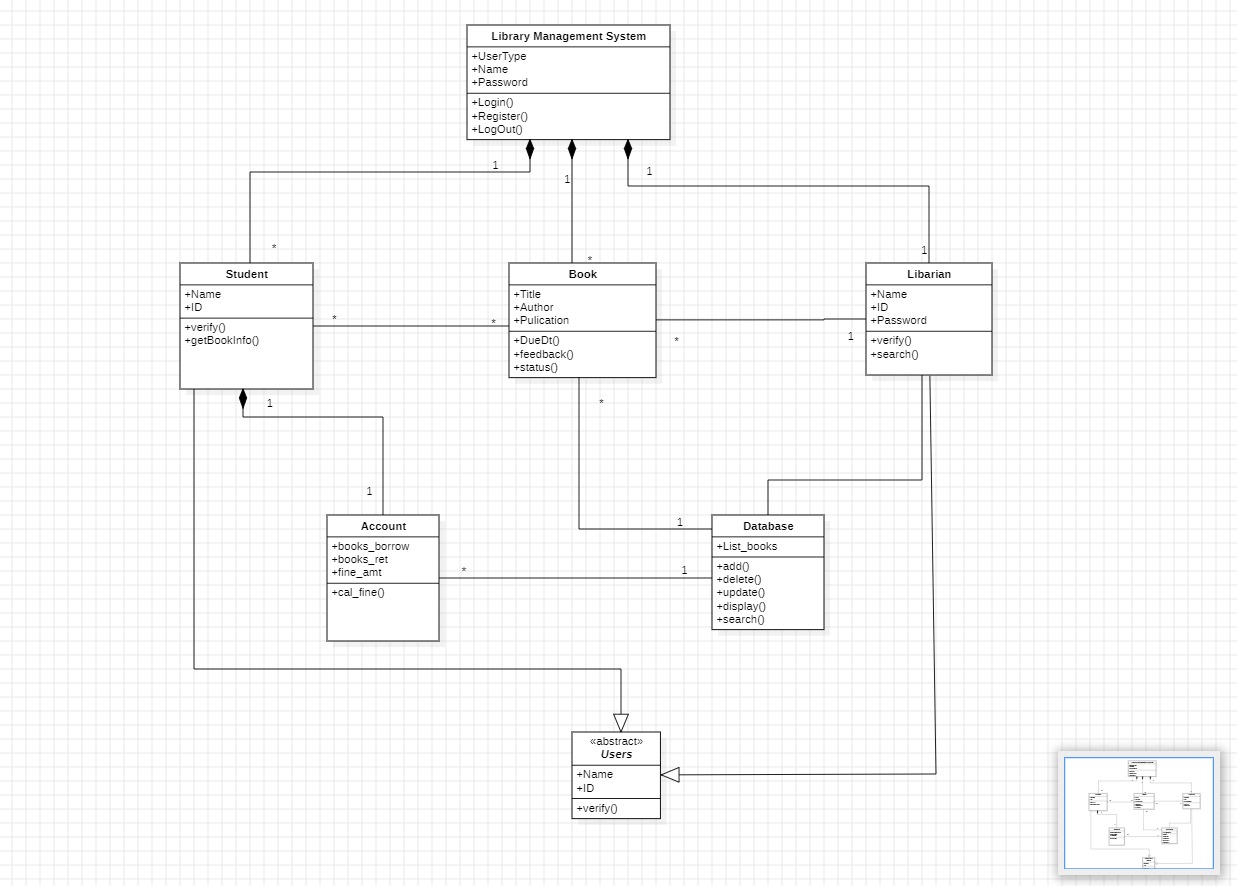 Library Management System
+UserType
+Name
+Password
+Login()
+Register()
+LogOut()
1
1
1
*
*
1
Student
+Name
+ID
+verify()
+getBookInfo()
*
*
Book
+Title
+Author
+Pulication
+DueDt()
+feedback()
+status()
*
1
Libarian
+Name
+ID
+Password
+verify()
+search()
1
*
1
1
Account
+books_borrow
+books_ret
+fine_amt
+cal_fine()
*
1
Database
+List_books
+add()
+delete()
+update()
+display()
+search()
«abstract»
Users
+Name
+ID
+verify()